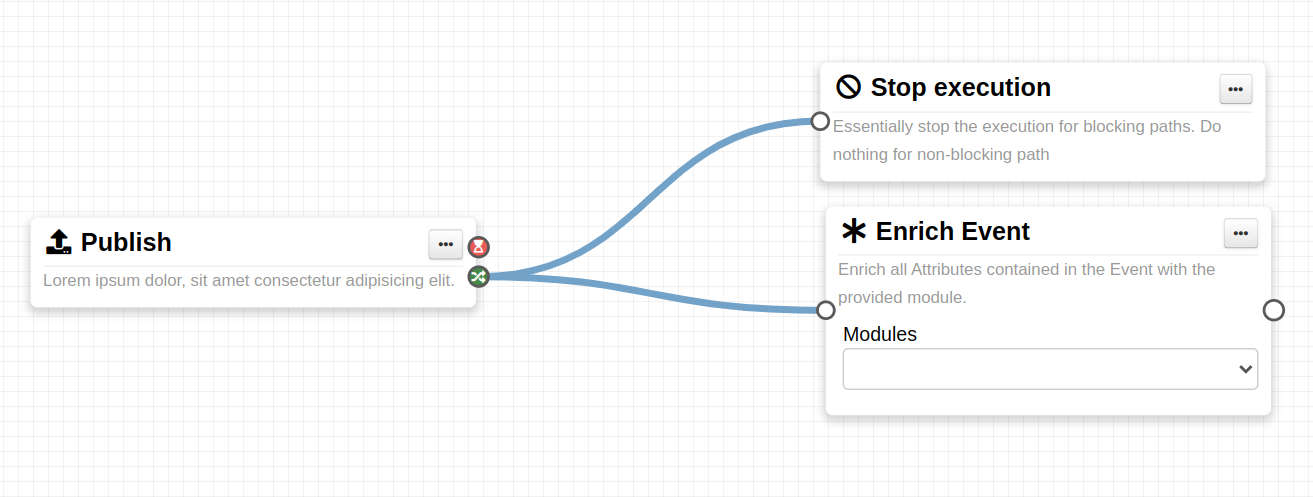 Stop execution
Essentially stop the execution for blocking paths. Do
nothing for non-blocking path
Publish
Lorem ipsum dolor, sit amet consectetur adipisicing elit.
Enrich Event
Enrich all Attributes contained in the Event with the
provided module.
Modules